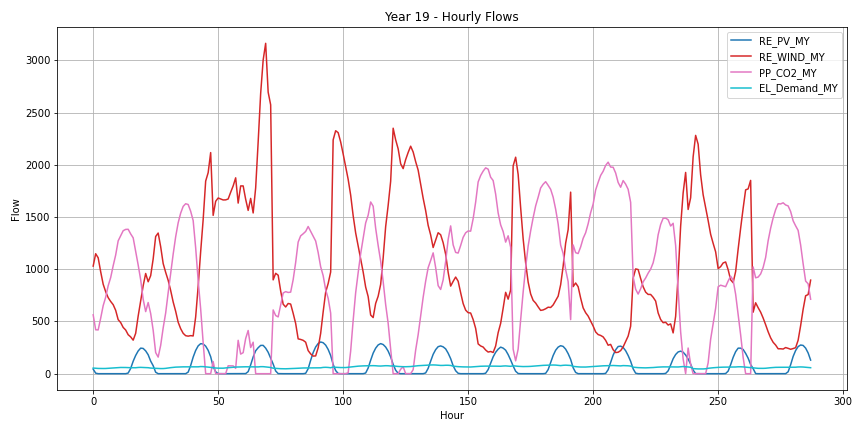 Year 19 - Hourly Flows
RE_PV_MY
RE_WIND_MY
PP_CO2_MY
EL_Demand_MY
Flow
3000
2500
2000
1500
1000
500
0
0 50 100 150 200 250 300
Hour